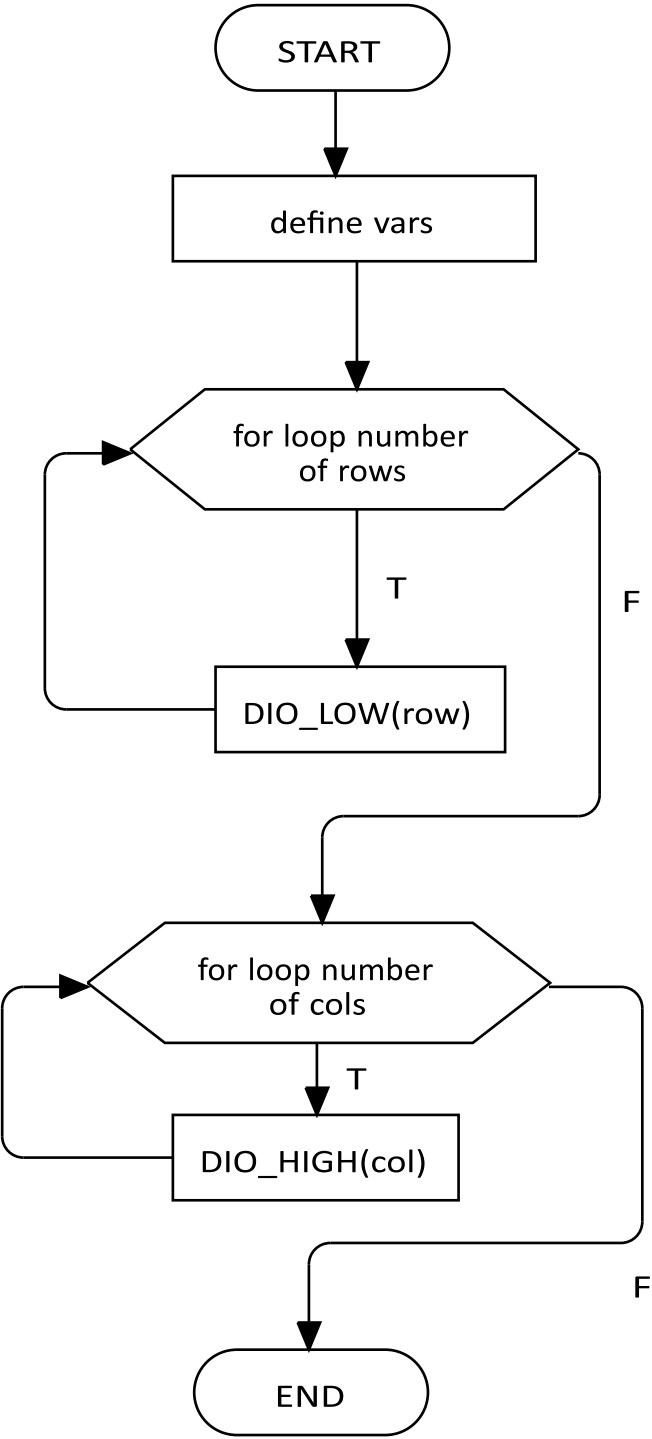 START
define vars
for loop number
of rows
T
F
DIO_LOW(row)
for loop number
of cols
T
DIO_HIGH(col)
F
END